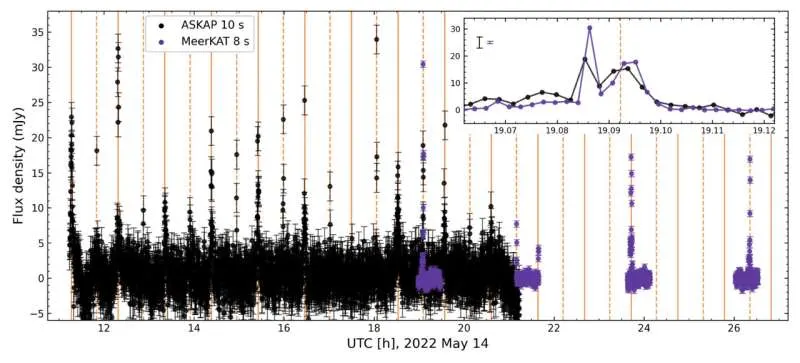 ASKAP 10 s
MeerKAT 8 s
Flux density (mJy)
35
30
25
20
15
10
5
0
−5
30
20
10
0
19.07 19.08 19.09 19.10 19.11 19.12
12 14 16 18 20 22 24 26
UTC [h], 2022 May 14